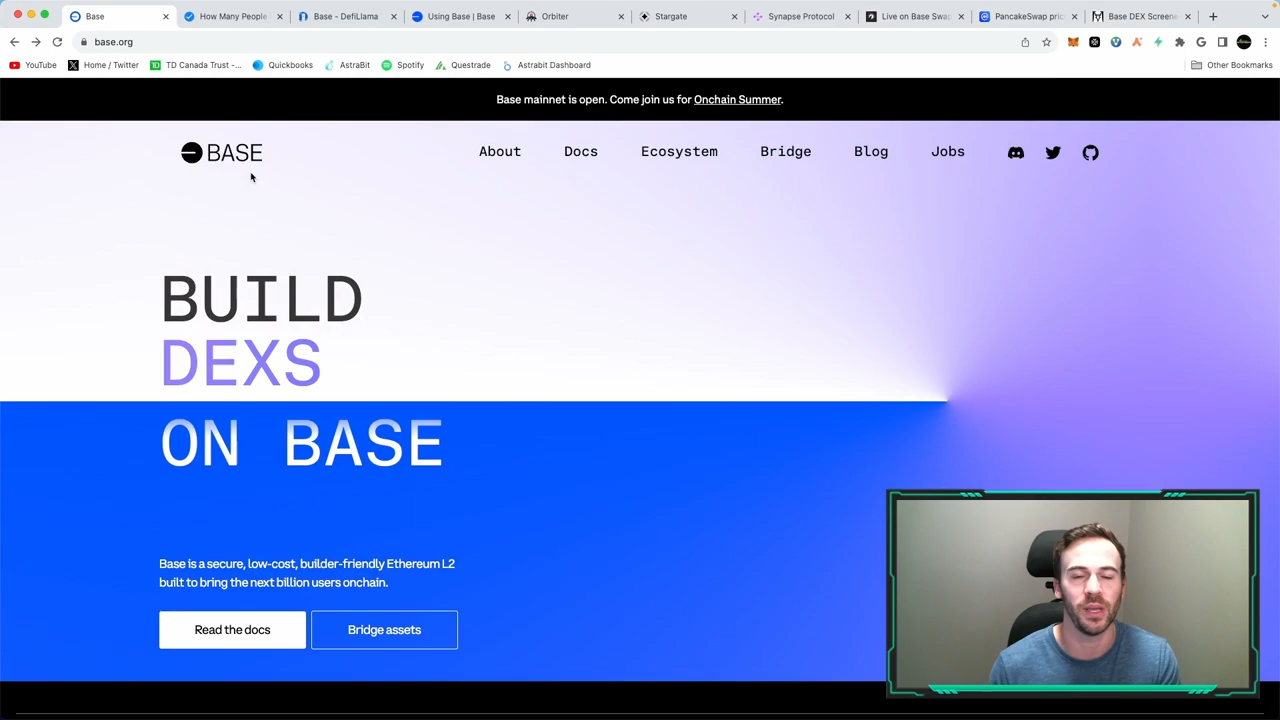 Base
How Many People
Base - DefiLlama
Using Base | Base
Orbiter
Stargate
Synapse Protocol
Live on Base Swap
PancakeSwap pric
Base DEX Screene
base.org
YouTube
Home / Twitter
TD Canada Trust -...
Quickbooks
AstraBit
Spotify
Questrade
Astrabit Dashboard
Other Bookmarks
Base mainnet is open. Come join us for Onchain Summer.
BASE
About
Docs
Ecosystem
Bridge
Blog
Jobs
BUILD
DEXS
ON BASE
Base is a secure, low-cost, builder-friendly Ethereum L2
built to bring the next billion users onchain.
Read the docs
Bridge assets